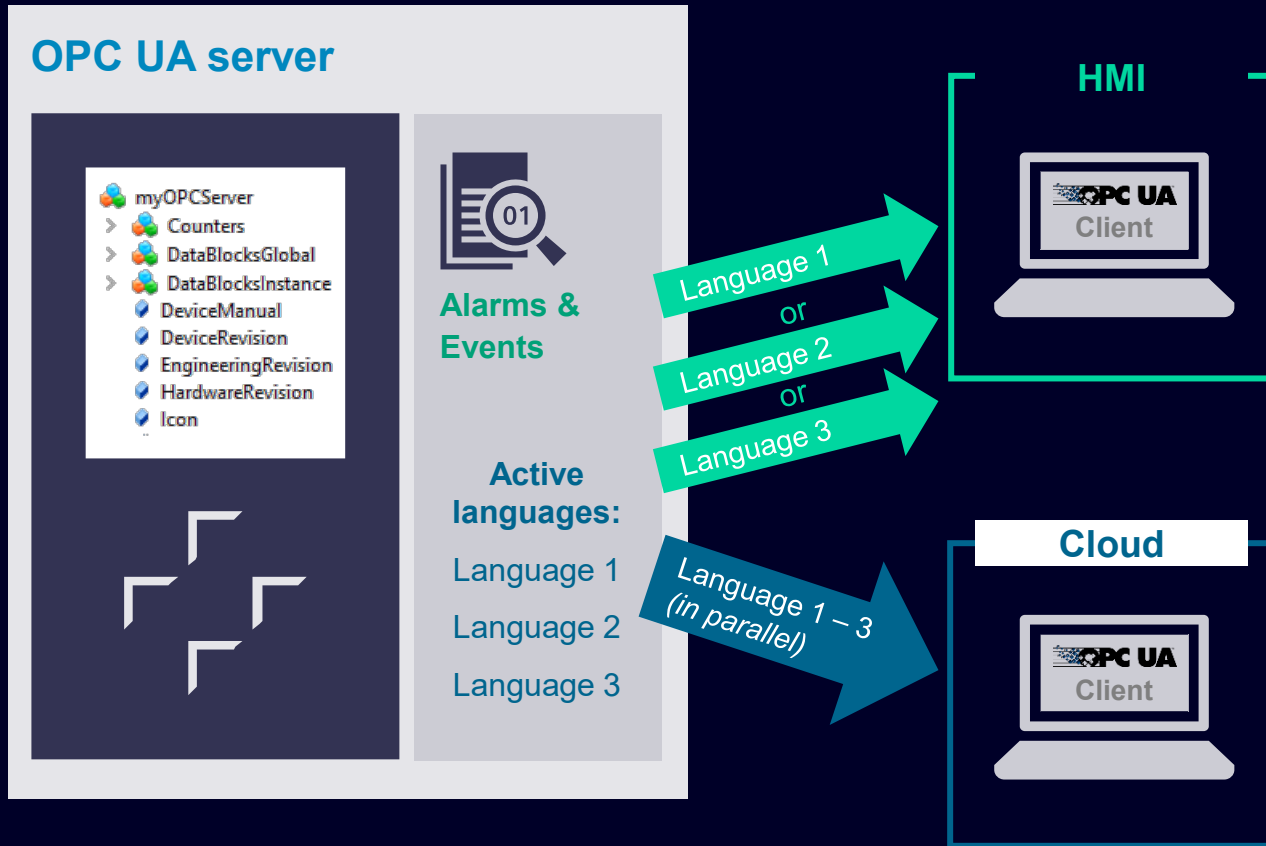 OPC UA server
myOPCServer
Counters
DataBlocksGlobal
DataBlocksInstance
DeviceManual
DeviceRevision
EngineeringRevision
HardwareRevision
Icon
01
Alarms &
Events
Active
languages:
Language 1
Language 2
Language 3
Language 1
or
Language 2
or
Language 3
Language 1 – 3
(in parallel)
HMI
OPC UA
Client
Cloud
OPC UA
Client